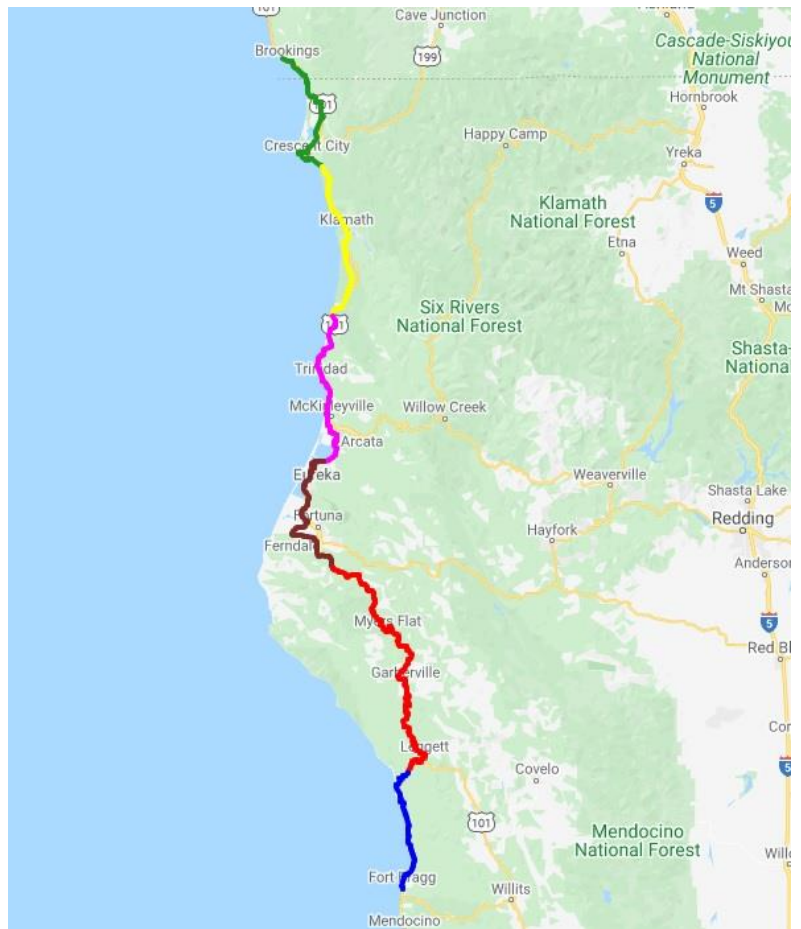 101
Cave Junction
Brookings
199
Cascade-Siskiyou
National
Monument
Hornbrook
101
Happy Camp
Crescent City
Yreka
Klamath
National Forest
5
Klamath
Etna
Weed
Mt Shasta
Six Rivers
National Forest
101
Shasta-
National
Trinidad
McKinleyville
Willow Creek
Arcata
Eureka
Weaverville
Shasta Lake
Fortuna
Redding
Hayfork
Ferndale
Anderson
5
Myers Flat
Red Bl
Garberville
Leggett
Covelo
5
101
Mendocino
National Forest
Fort Bragg
Willits
Mendocino